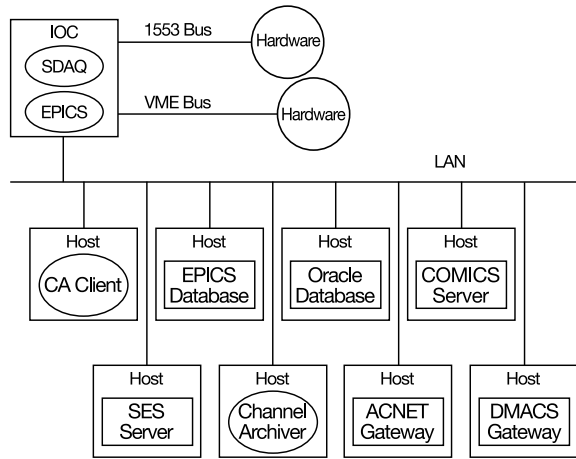 IOC
SDAQ
EPICS
1553 Bus
Hardware
VME Bus
Hardware
LAN
Host
CA Client
Host
EPICS
Database
Host
Oracle
Database
Host
COMICS
Server
Host
SES
Server
Host
Channel
Archiver
Host
ACNET
Gateway
Host
DMACS
Gateway